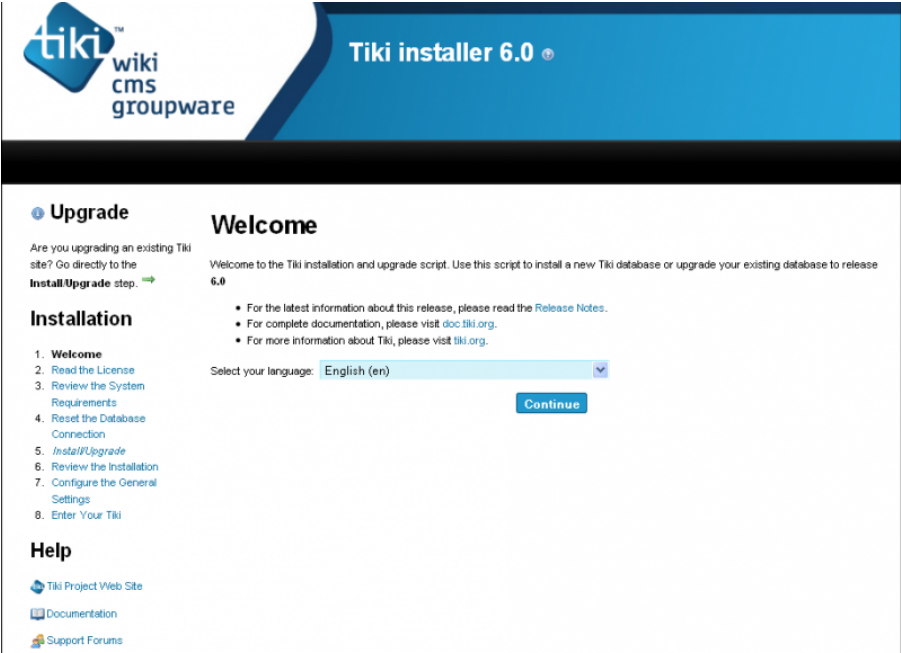 tiki™
wiki
cms
groupware
Tiki installer 6.0
Upgrade
Are you upgrading an existing Tiki
site? Go directly to the
Install/Upgrade step.
Installation
1. Welcome
2. Read the License
3. Review the System
Requirements
4. Reset the Database
Connection
5. Install/Upgrade
6. Review the Installation
7. Configure the General
Settings
8. Enter Your Tiki
Help
Tiki Project Web Site
Documentation
Support Forums
Welcome
Welcome to the Tiki installation and upgrade script. Use this script to install a new Tiki database or upgrade your existing database to release
6.0
• For the latest information about this release, please read the Release Notes.
• For complete documentation, please visit doc.tiki.org.
• For more information about Tiki, please visit tiki.org.
Select your language: English (en)
Continue